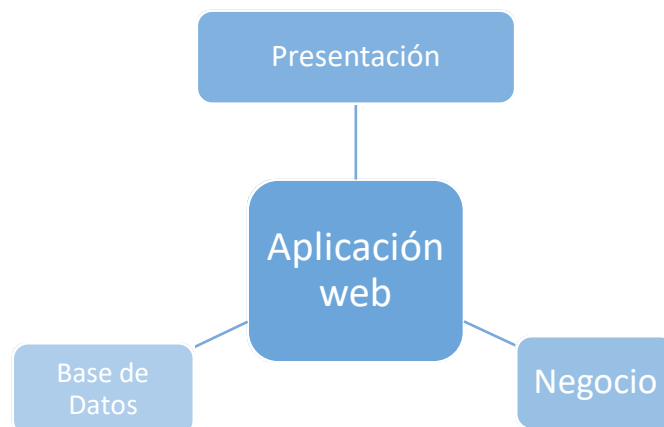 Presentación
Aplicación
web
Base de
Datos
Negocio